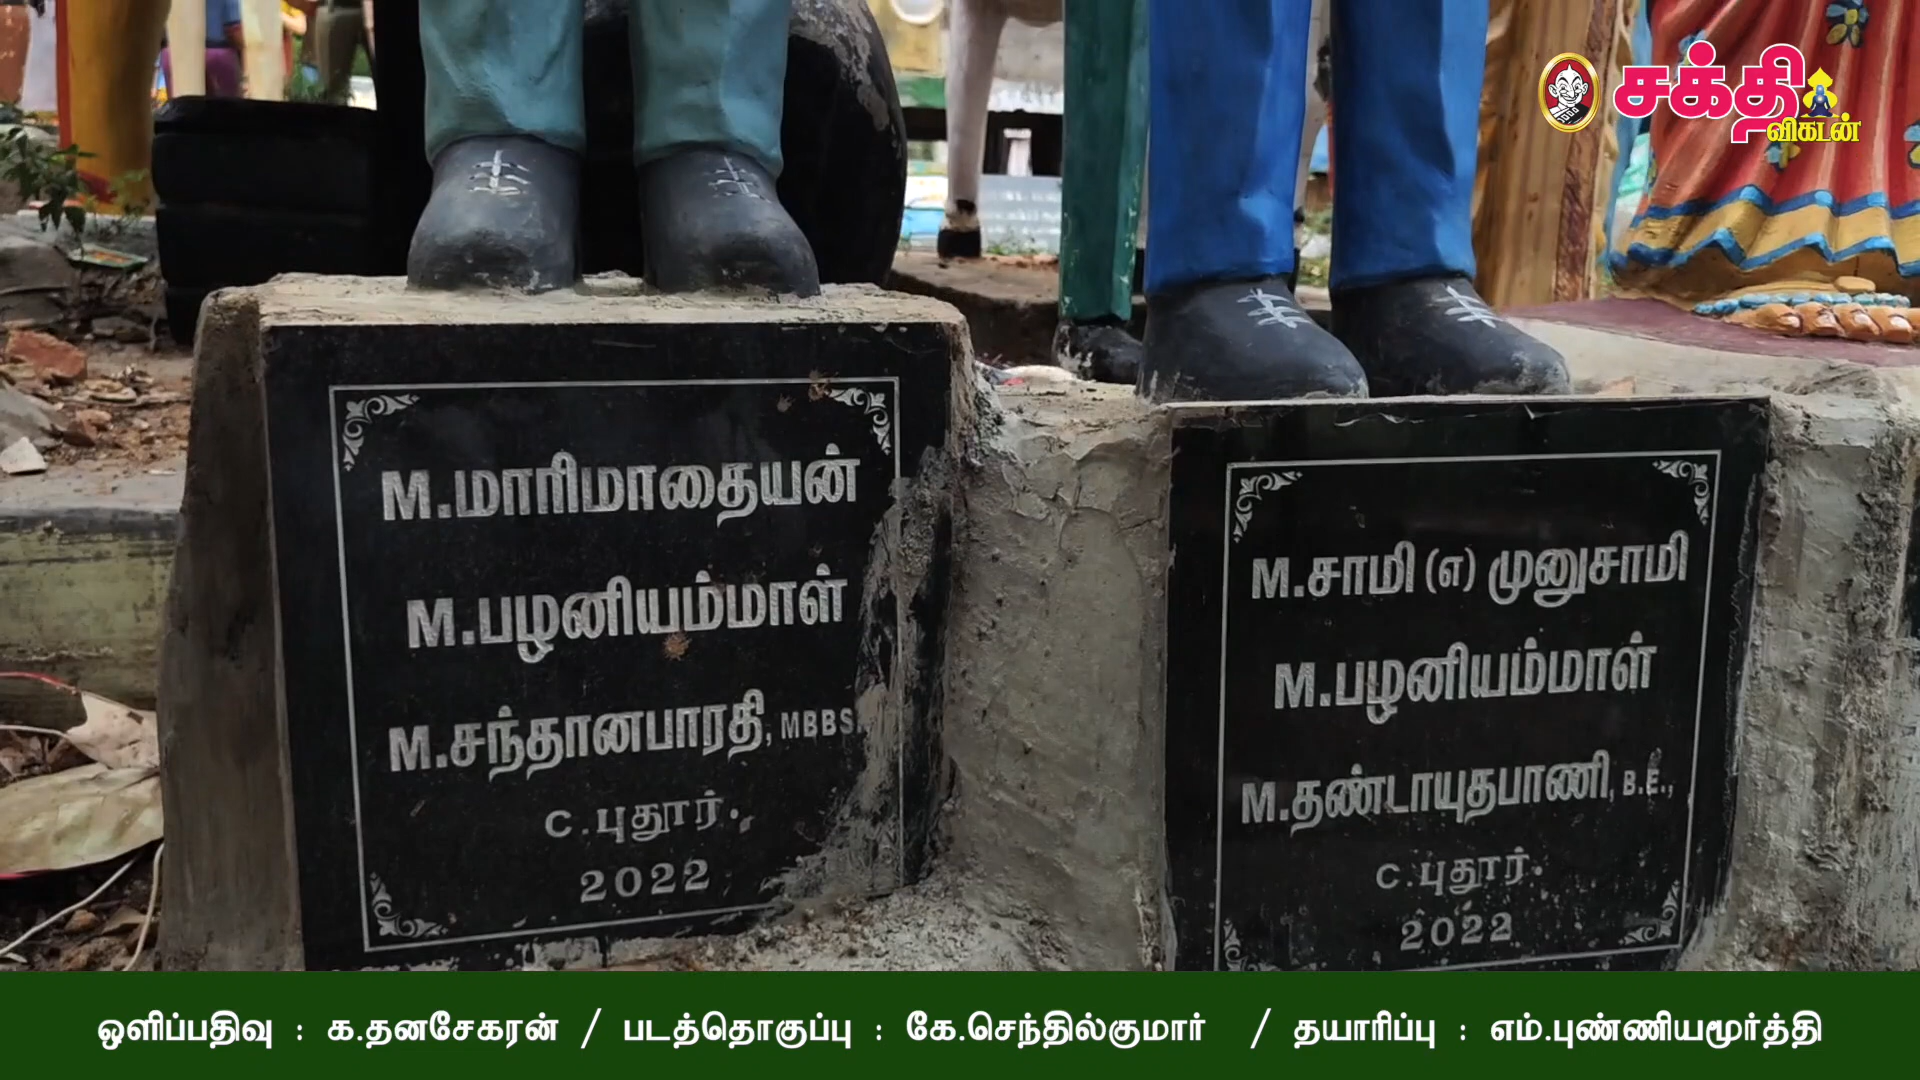 சக்தி
விகடன்
M.மாரிமாதையன்
M.பழனியம்மாள்
M.சந்தானபாரதி, MBBS.
C.புதூர்.
2022
M.சாமி (எ) முனுசாமி
M.பழனியம்மாள்
M.தண்டாயுதபாணி, B.E.,
C.புதூர்.
2022
ஒளிப்பதிவு : க.தனசேகரன் / படத்தொகுப்பு : கே.செந்தில்குமார் / தயாரிப்பு : எம்.புண்ணியமூர்த்தி